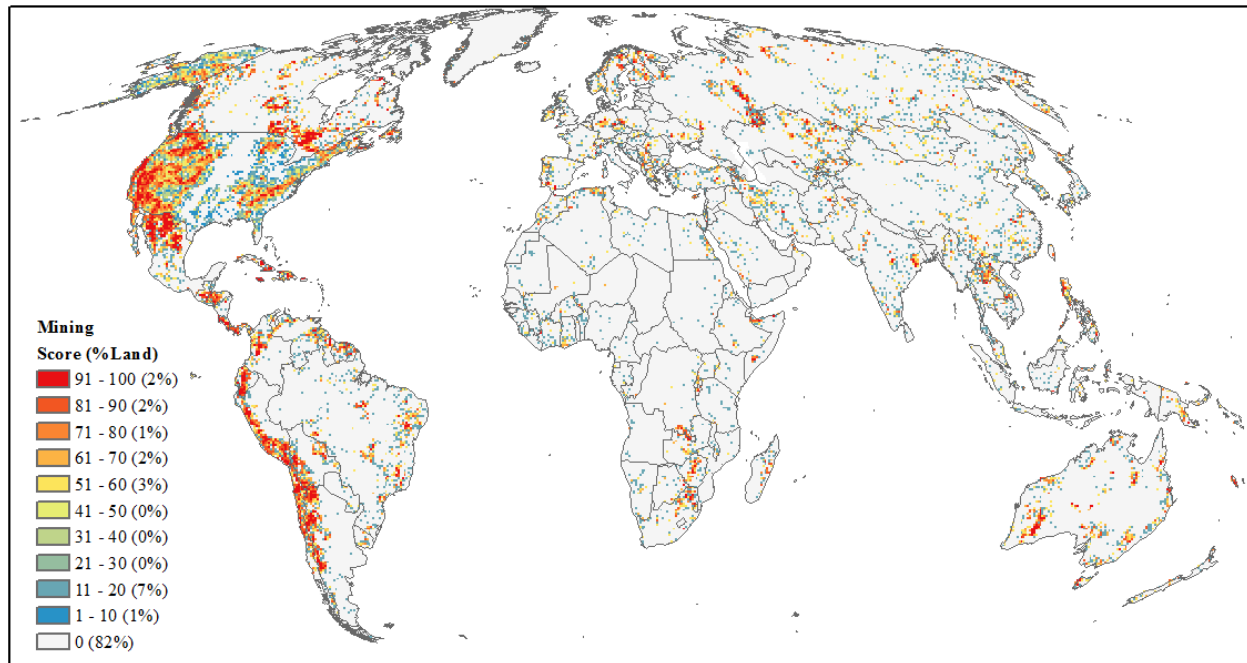 Mining
Score (%Land)
91 - 100 (2%)
81 - 90 (2%)
71 - 80 (1%)
61 - 70 (2%)
51 - 60 (3%)
41 - 50 (0%)
31 - 40 (0%)
21 - 30 (0%)
11 - 20 (7%)
1 - 10 (1%)
0 (82%)